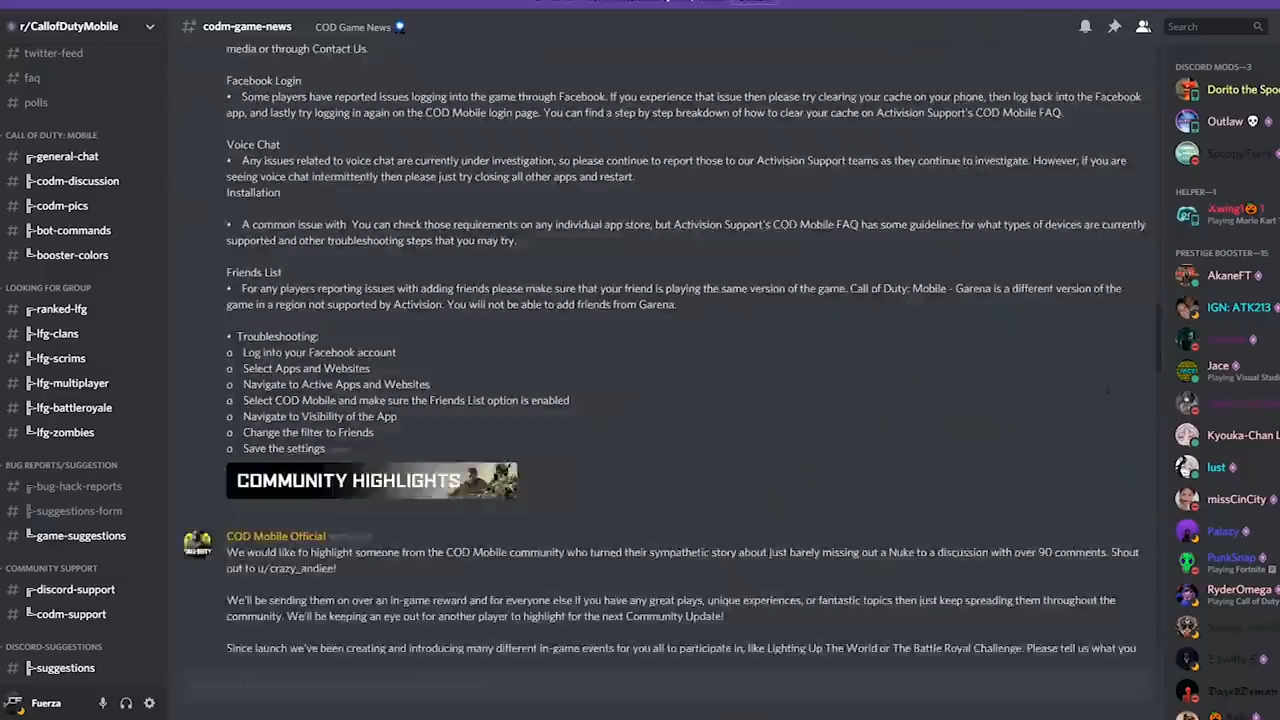 r/CallofDutyMobile
twitter-feed
faq
polls
CALL OF DUTY: MOBILE
╔-general-chat
╠-codm-discussion
╠-codm-pics
╠-bot-commands
╚-booster-colors
LOOKING FOR GROUP
╔-ranked-lfg
╠-lfg-clans
╠-lfg-scrims
╠-lfg-multiplayer
╠-lfg-battleroyale
╚-lfg-zombies
BUG REPORTS/SUGGESTION
╔-bug-hack-reports
╠-suggestions-form
╚-game-suggestions
COMMUNITY SUPPORT
╔-discord-support
╚-codm-support
DISCORD-SUGGESTIONS
╠-suggestions
Fuerza
codm-game-news COD Game News
Search
media or through Contact Us.
Facebook Login
• Some players have reported issues logging into the game through Facebook. If you experience that issue then please try clearing your cache on your phone, then log back into the Facebook
app, and lastly try logging in again on the COD Mobile login page. You can find a step by step breakdown of how to clear your cache on Activision Support's COD Mobile FAQ.
Voice Chat
• Any issues related to voice chat are currently under investigation, so please continue to report those to our Activision Support teams as they continue to investigate. However, if you are
seeing voice chat intermittently then please just try closing all other apps and restart.
Installation
• A common issue with You can check those requirements on any individual app store, but Activision Support's COD Mobile FAQ has some guidelines for what types of devices are currently
supported and other troubleshooting steps that you may try.
Friends List
• For any players reporting issues with adding friends please make sure that your friend is playing the same version of the game. Call of Duty: Mobile - Garena is a different version of the
game in a region not supported by Activision. You will not be able to add friends from Garena.
• Troubleshooting:
o Log into your Facebook account
o Select Apps and Websites
o Navigate to Active Apps and Websites
o Select COD Mobile and make sure the Friends List option is enabled
o Navigate to Visibility of the App
o Change the filter to Friends
o Save the settings
COMMUNITY HIGHLIGHTS
COD Mobile Official
We would like to highlight someone from the COD Mobile community who turned their sympathetic story about just barely missing out a Nuke to a discussion with over 90 comments. Shout
out to u/crazy_andiee!
We'll be sending them on over an in-game reward and for everyone else if you have any great plays, unique experiences, or fantastic topics then just keep spreading them throughout the
community. We'll be keeping an eye out for another player to highlight for the next Community Update!
Since launch we've been creating and introducing many different in-game events for you all to participate in, like Lighting Up The World or The Battle Royal Challenge. Please tell us what you
DISCORD MODS—3
Dorito the Spoo
Outlaw
Spoopy Furry
HELPER—1
Xwing1 1
Playing Mario Kart
PRESTIGE BOOSTER—15
AkaneFT
IGN: ATK213
Jace
Playing Visual Studi
Kyouka-Chan L
lust
missCinCity
Palazy
PunkSnap
Playing Fortnite
RyderOmega
Playing Call of Duty